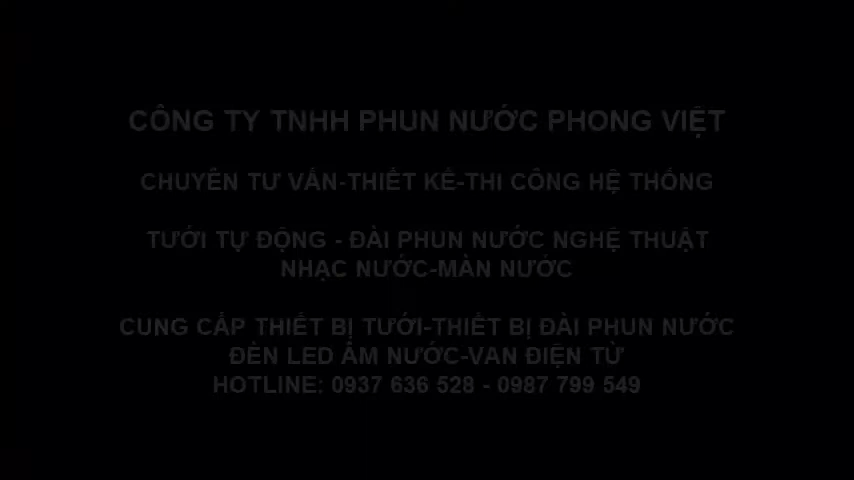 CÔNG TY TNHH PHUN NƯỚC PHONG VIỆT
CHUYÊN TƯ VẤN-THIẾT KẾ-THI CÔNG HỆ THỐNG
TƯỚI TỰ ĐỘNG - ĐÀI PHUN NƯỚC NGHỆ THUẬT
NHẠC NƯỚC-MÀN NƯỚC
CUNG CẤP THIẾT BỊ TƯỚI-THIẾT BỊ ĐÀI PHUN NƯỚC
ĐÈN LED ÂM NƯỚC-VAN ĐIỆN TỪ
HOTLINE: 0937 636 528 - 0987 799 549